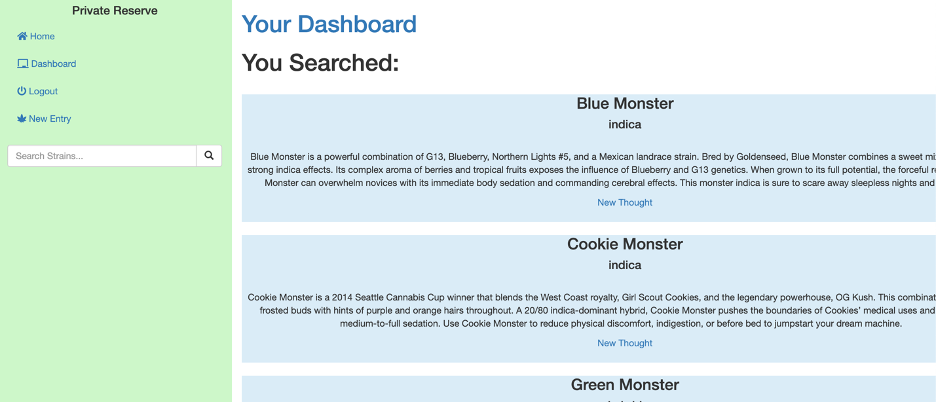 Private Reserve
Home
Dashboard
Logout
New Entry
Search Strains...
Your Dashboard
You Searched:
Blue Monster
indica
Blue Monster is a powerful combination of G13, Blueberry, Northern Lights #5, and a Mexican landrace strain. Bred by Goldenseed, Blue Monster combines a sweet
strong indica effects. Its complex aroma of berries and tropical fruits exposes the influence of Blueberry and G13 genetics. When grown to its full potential, the forceful
Monster can overwhelm novices with its immediate body sedation and commanding cerebral effects. This monster indica is sure to scare away sleepless nights and
New Thought
Cookie Monster
indica
Cookie Monster is a 2014 Seattle Cannabis Cup winner that blends the West Coast royalty, Girl Scout Cookies, and the legendary powerhouse, OG Kush. This
frosted buds with hints of purple and orange hairs throughout. A 20/80 indica-dominant hybrid, Cookie Monster pushes the boundaries of Cookies' medical uses and
medium-to-full sedation. Use Cookie Monster to reduce physical discomfort, indigestion, or before bed to jumpstart your dream machine.
New Thought
Green Monster